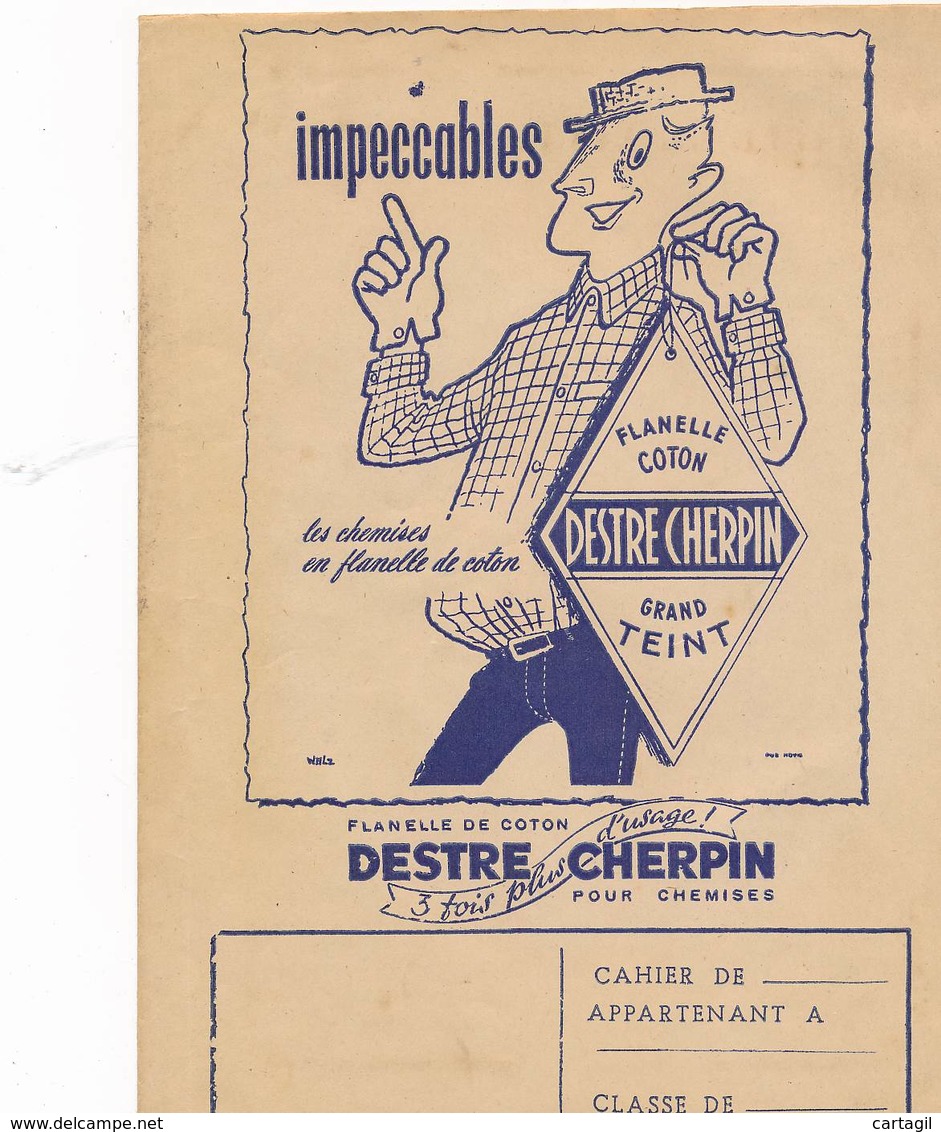 impeccables
FLANELLE
COTON
DESTRE CHERPIN
GRAND
TEINT
les chemises
en flanelle de coton
WALZ
FLANELLE DE COTON
DESTRE CHERPIN
3 fois plus d'usage!
POUR CHEMISES
CAHIER DE
APPARTENANT A
CLASSE DE
www.delcampe.net
cartagil